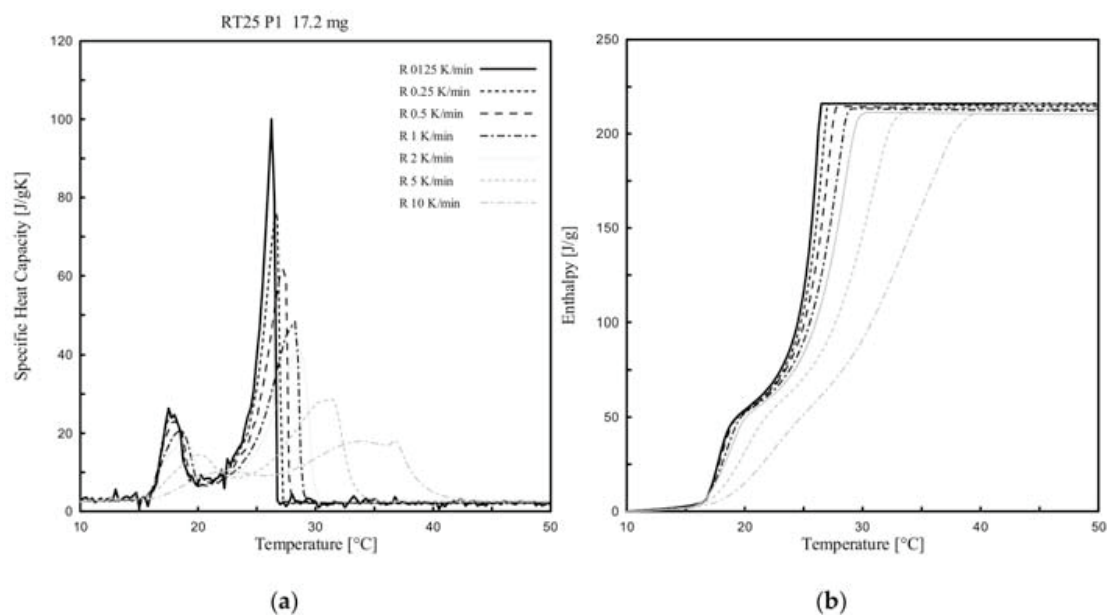 RT25 P1 17.2 mg
120
100
80
60
40
20
0
10
20
30
40
50
Specific Heat Capacity [J/gK]
Temperature [°C]
R 0125 K/min
R 0.25 K/min
R 0.5 K/min
R 1 K/min
R 2 K/min
R 5 K/min
R 10 K/min
(a)
250
200
150
100
50
0
10
20
30
40
50
Enthalpy [J/g]
Temperature [°C]
(b)